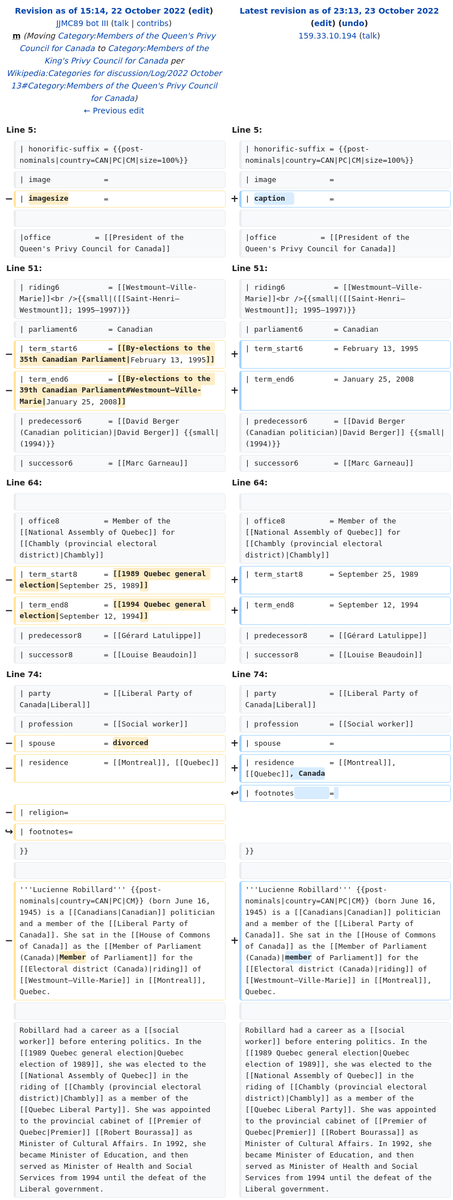 Revision as of 15:14, 22 October 2022 (edit)
JJMC89 bot III (talk | contribs)
m (Moving Category:Members of the Queen's Privy
Council for Canada to Category:Members of the
King's Privy Council for Canada per
Wikipedia:Categories for discussion/Log/2022 October
13#Category:Members of the Queen's Privy Council
for Canada)
← Previous edit
Latest revision as of 23:13, 23 October 2022
(edit) (undo)
159.33.10.194 (talk)
Line 5:
Line 5:
| honorific-suffix = {{post-
nominals|country=CAN|PC|CM|size=100%}}
| honorific-suffix = {{post-
nominals|country=CAN|PC|CM|size=100%}}
| image =
| image =
− | imagesize =
+ | caption =
|office = [[President of the
Queen's Privy Council for Canada]]
|office = [[President of the
Queen's Privy Council for Canada]]
Line 51:
Line 51:
| riding6 = [[Westmount—Ville-
Marie]]<br />{{small|([[Saint-Henri—
Westmount]]; 1995–1997)}}
| riding6 = [[Westmount—Ville-
Marie]]<br />{{small|([[Saint-Henri—
Westmount]]; 1995–1997)}}
| parliament6 = Canadian
| parliament6 = Canadian
− | term_start6 = [[By-elections to the
35th Canadian Parliament|February 13, 1995]]
+ | term_start6 = February 13, 1995
− | term_end6 = [[By-elections to the
39th Canadian Parliament#Westmount–Ville-
Marie|January 25, 2008]]
+ | term_end6 = January 25, 2008
| predecessor6 = [[David Berger
(Canadian politician)|David Berger]] {{small|
(1994)}}
| predecessor6 = [[David Berger
(Canadian politician)|David Berger]] {{small|
(1994)}}
| successor6 = [[Marc Garneau]]
| successor6 = [[Marc Garneau]]
Line 64:
Line 64:
| office8 = Member of the
[[National Assembly of Quebec]] for
[[Chambly (provincial electoral
district)|Chambly]]
| office8 = Member of the
[[National Assembly of Quebec]] for
[[Chambly (provincial electoral
district)|Chambly]]
− | term_start8 = [[1989 Quebec general
election|September 25, 1989]]
+ | term_start8 = September 25, 1989
− | term_end8 = [[1994 Quebec general
election|September 12, 1994]]
+ | term_end8 = September 12, 1994
| predecessor8 = [[Gérard Latulippe]]
| predecessor8 = [[Gérard Latulippe]]
| successor8 = [[Louise Beaudoin]]
| successor8 = [[Louise Beaudoin]]
Line 74:
Line 74:
| party = [[Liberal Party of
Canada|Liberal]]
| party = [[Liberal Party of
Canada|Liberal]]
| profession = [[Social worker]]
| profession = [[Social worker]]
− | spouse = divorced
+ | spouse =
− | residence = [[Montreal]], [[Quebec]]
+ | residence = [[Montreal]],
[[Quebec]], Canada
↩ | footnotes =
− | religion=
↪ | footnotes=
}}
}}
− '''Lucienne Robillard''' {{post-
nominals|country=CAN|PC|CM}} (born June 16,
1945) is a [[Canadians|Canadian]] politician
and a member of the [[Liberal Party of
Canada]]. She sat in the [[House of Commons
of Canada]] as the [[Member of Parliament
(Canada)|Member of Parliament]] for the
[[Electoral district (Canada)|riding]] of
[[Westmount—Ville-Marie]] in [[Montreal]],
Quebec.
+ '''Lucienne Robillard''' {{post-
nominals|country=CAN|PC|CM}} (born June 16,
1945) is a [[Canadians|Canadian]] politician
and a member of the [[Liberal Party of
Canada]]. She sat in the [[House of Commons
of Canada]] as the [[Member of Parliament
(Canada)|member of Parliament]] for the
[[Electoral district (Canada)|riding]] of
[[Westmount—Ville-Marie]] in [[Montreal]],
Quebec.
Robillard had a career as a [[social
worker]] before entering politics. In the
[[1989 Quebec general election|Quebec
election of 1989]], she was elected to the
[[National Assembly of Quebec]] in the
riding of [[Chambly (provincial electoral
district)|Chambly]] as a member of the
[[Quebec Liberal Party]]. She was appointed
to the provincial cabinet of [[Premier of
Quebec|Premier]] [[Robert Bourassa]] as
Minister of Cultural Affairs. In 1992, she
became Minister of Education, and then
served as Minister of Health and Social
Services from 1994 until the defeat of the
Liberal government.
Robillard had a career as a [[social
worker]] before entering politics. In the
[[1989 Quebec general election|Quebec
election of 1989]], she was elected to the
[[National Assembly of Quebec]] in the
riding of [[Chambly (provincial electoral
district)|Chambly]] as a member of the
[[Quebec Liberal Party]]. She was appointed
to the provincial cabinet of [[Premier of
Quebec|Premier]] [[Robert Bourassa]] as
Minister of Cultural Affairs. In 1992, she
became Minister of Education, and then
served as Minister of Health and Social
Services from 1994 until the defeat of the
Liberal government.